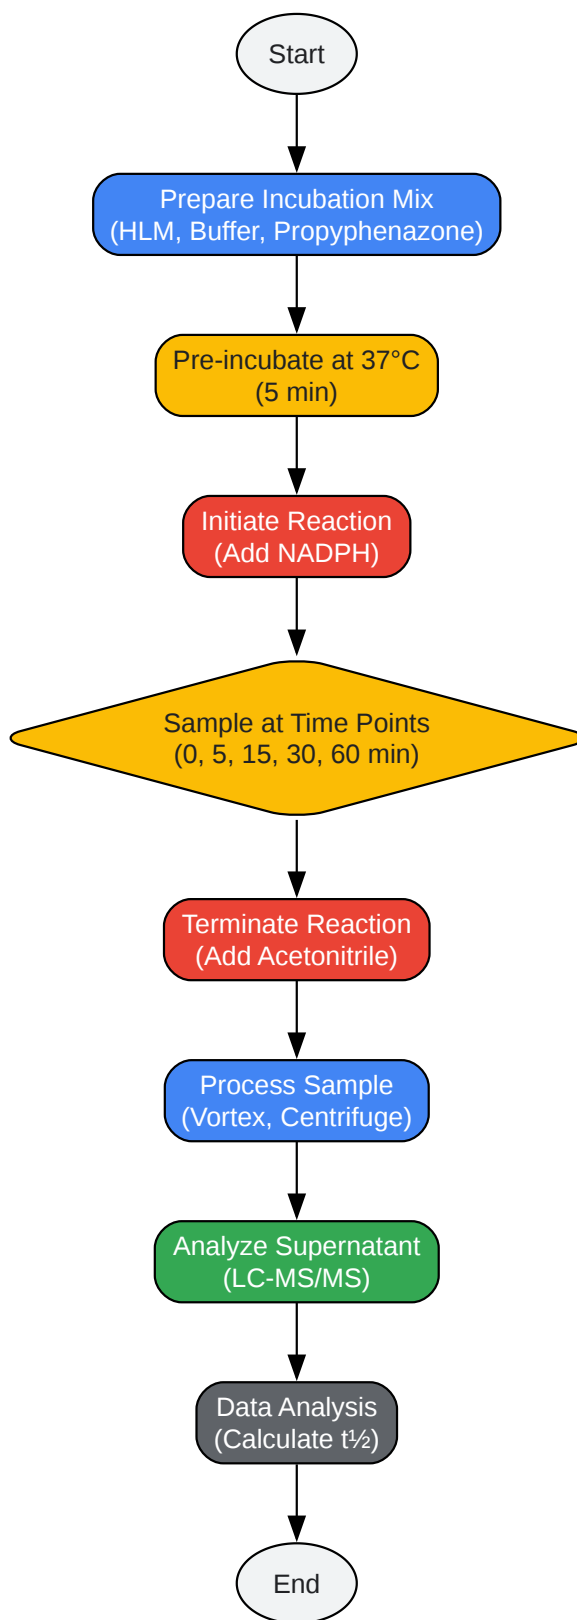 Start
Prepare Incubation Mix
(HLM, Buffer, Propyphenazone)
Pre-incubate at 37°C
(5 min)
Initiate Reaction
(Add NADPH)
Sample at Time Points
(0, 5, 15, 30, 60 min)
Terminate Reaction
(Add Acetonitrile)
Process Sample
(Vortex, Centrifuge)
Analyze Supernatant
(LC-MS/MS)
Data Analysis
(Calculate t½)
End